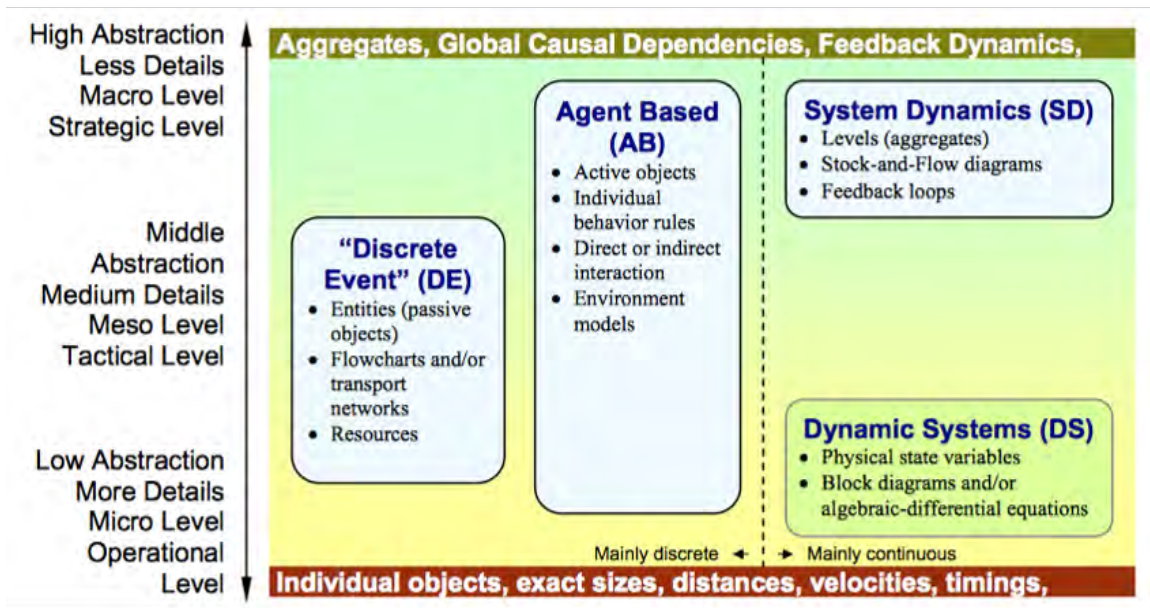 High Abstraction
Less Details
Macro Level
Strategic Level
Middle
Abstraction
Medium Details
Meso Level
Tactical Level
Low Abstraction
More Details
Micro Level
Operational
Level
Aggregates, Global Causal Dependencies, Feedback Dynamics,
“Discrete
Event” (DE)
• Entities (passive
objects)
• Flowcharts and/or
transport
networks
• Resources
Agent Based
(AB)
• Active objects
• Individual
behavior rules
• Direct or indirect
interaction
• Environment
models
System Dynamics (SD)
• Levels (aggregates)
• Stock-and-Flow diagrams
• Feedback loops
Dynamic Systems (DS)
• Physical state variables
• Block diagrams and/or
algebraic-differential equations
Mainly discrete
Mainly continuous
Individual objects, exact sizes, distances, velocities, timings,